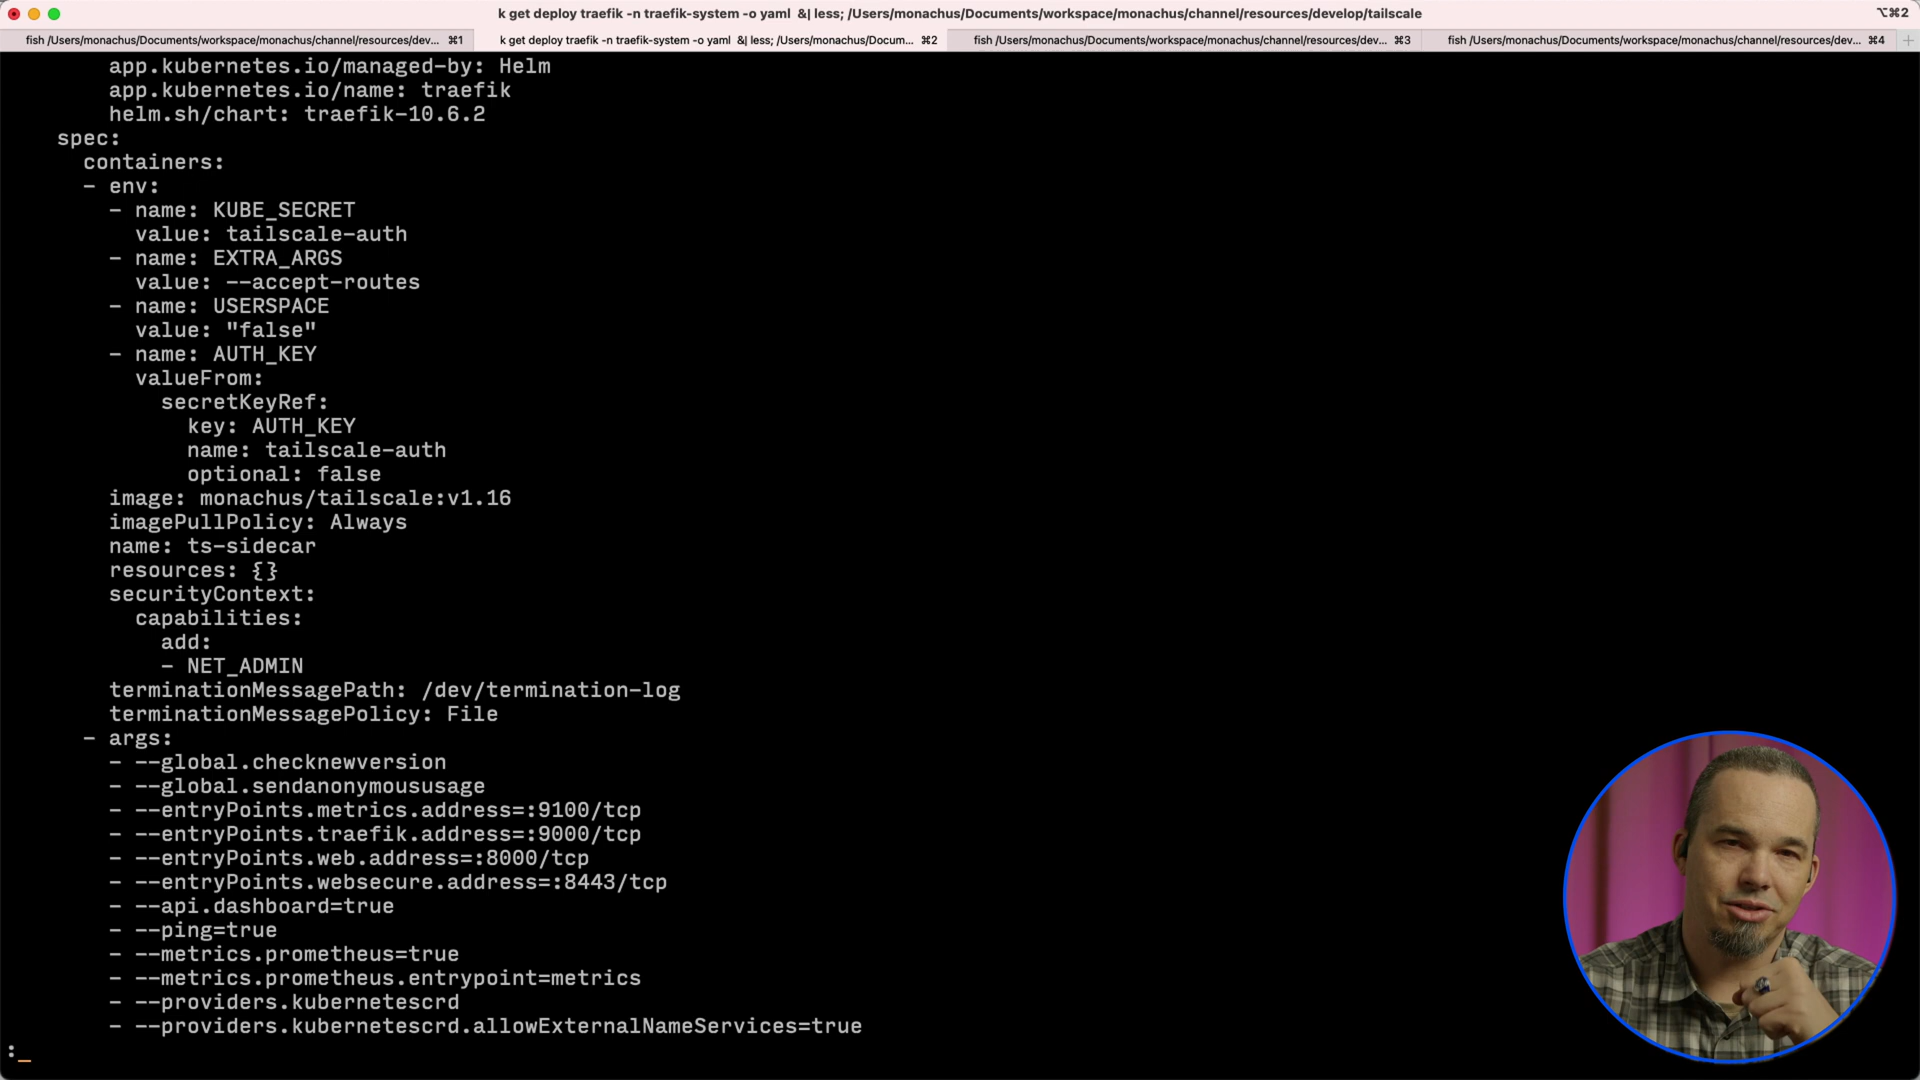 k get deploy traefik -n traefik-system -o yaml &| less; /Users/monachus/Documents/workspace/monachus/channel/resources/develop/tailscale
⌥⌘2
fish /Users/monachus/Documents/workspace/monachus/channel/resources/dev... ⌘1
k get deploy traefik -n traefik-system -o yaml &| less; /Users/monachus/Docum... ⌘2
fish /Users/monachus/Documents/workspace/monachus/channel/resources/dev... ⌘3
fish /Users/monachus/Documents/workspace/monachus/channel/resources/dev... ⌘4
app.kubernetes.io/managed-by: Helm
app.kubernetes.io/name: traefik
helm.sh/chart: traefik-10.6.2
spec:
containers:
- env:
- name: KUBE_SECRET
value: tailscale-auth
- name: EXTRA_ARGS
value: --accept-routes
- name: USERSPACE
value: "false"
- name: AUTH_KEY
valueFrom:
secretKeyRef:
key: AUTH_KEY
name: tailscale-auth
optional: false
image: monachus/tailscale:v1.16
imagePullPolicy: Always
name: ts-sidecar
resources: {}
securityContext:
capabilities:
add:
- NET_ADMIN
terminationMessagePath: /dev/termination-log
terminationMessagePolicy: File
- args:
- --global.checknewversion
- --global.sendanonymoususage
- --entryPoints.metrics.address=:9100/tcp
- --entryPoints.traefik.address=:9000/tcp
- --entryPoints.web.address=:8000/tcp
- --entryPoints.websecure.address=:8443/tcp
- --api.dashboard=true
- --ping=true
- --metrics.prometheus=true
- --metrics.prometheus.entrypoint=metrics
- --providers.kubernetescrd
- --providers.kubernetescrd.allowExternalNameServices=true
: